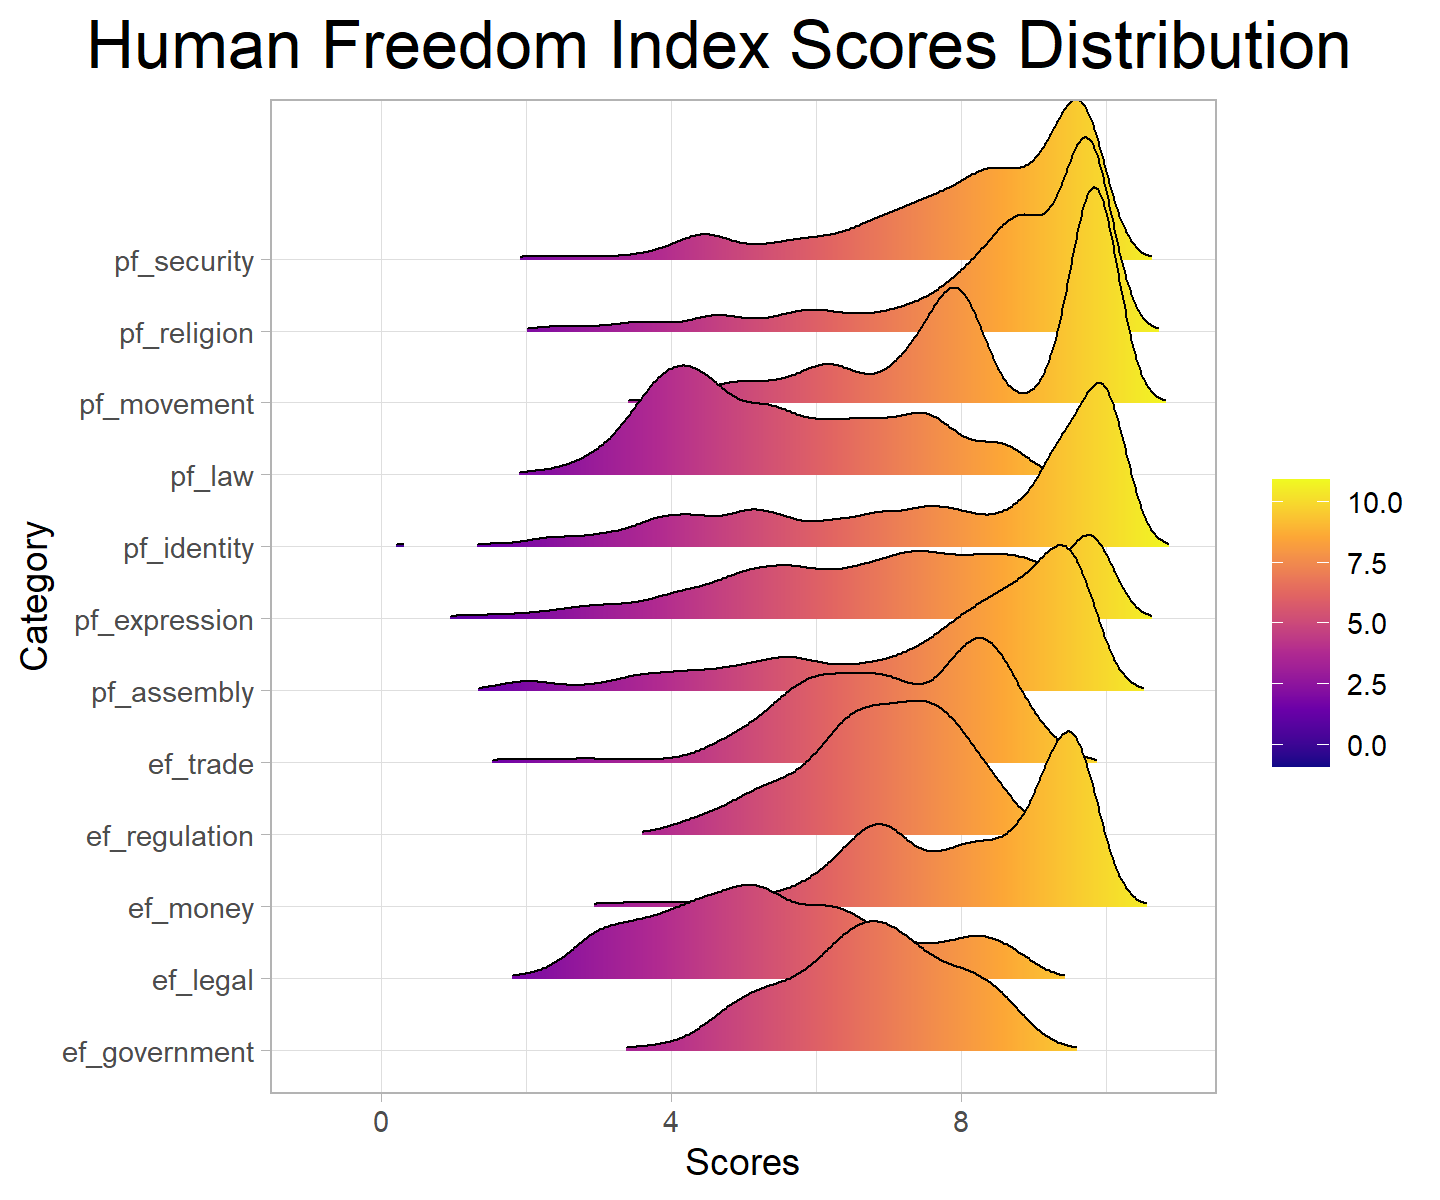 Human Freedom Index Scores Distribution
Category
pf_security
pf_religion
pf_movement
pf_law
pf_identity
pf_expression
pf_assembly
ef_trade
ef_regulation
ef_money
ef_legal
ef_government
0
4
8
Scores
10.0
7.5
5.0
2.5
0.0